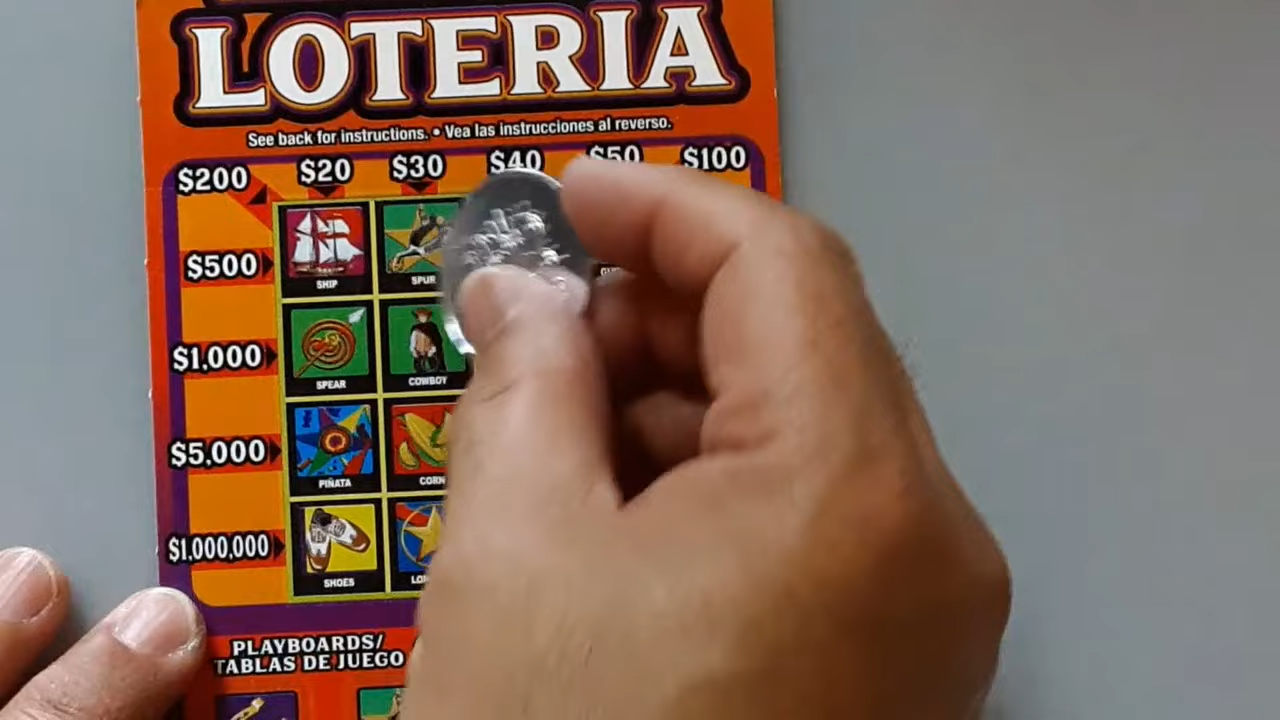 LOTERIA
See back for instructions. • Vea las instrucciones al reverso.
$200 $20 $30 $40 $50 $100
$500
SHIP SPUR
$1,000
SPEAR COWBOY
$5,000
PIÑATA CORN
$1,000,000
SHOES
PLAYBOARDS/
TABLAS DE JUEGO